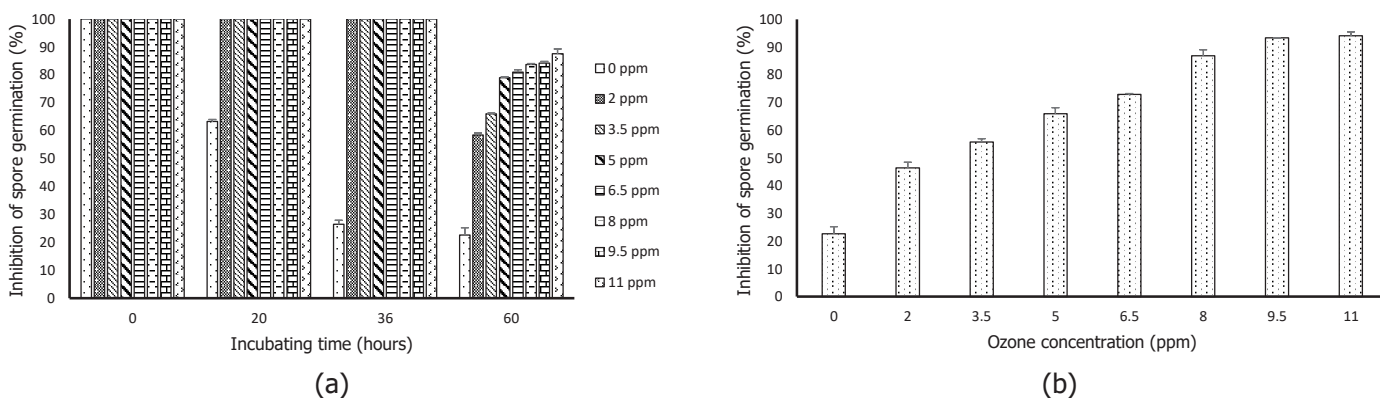 Inhibition of spore germination (%)
100
90
80
70
60
50
40
30
20
10
0
0 20 36 60
Incubating time (hours)
0 ppm
2 ppm
3.5 ppm
5 ppm
6.5 ppm
8 ppm
9.5 ppm
11 ppm
(a)
Inhibition of spore germination (%)
100
90
80
70
60
50
40
30
20
10
0
0 2 3.5 5 6.5 8 9.5 11
Ozone concentration (ppm)
(b)